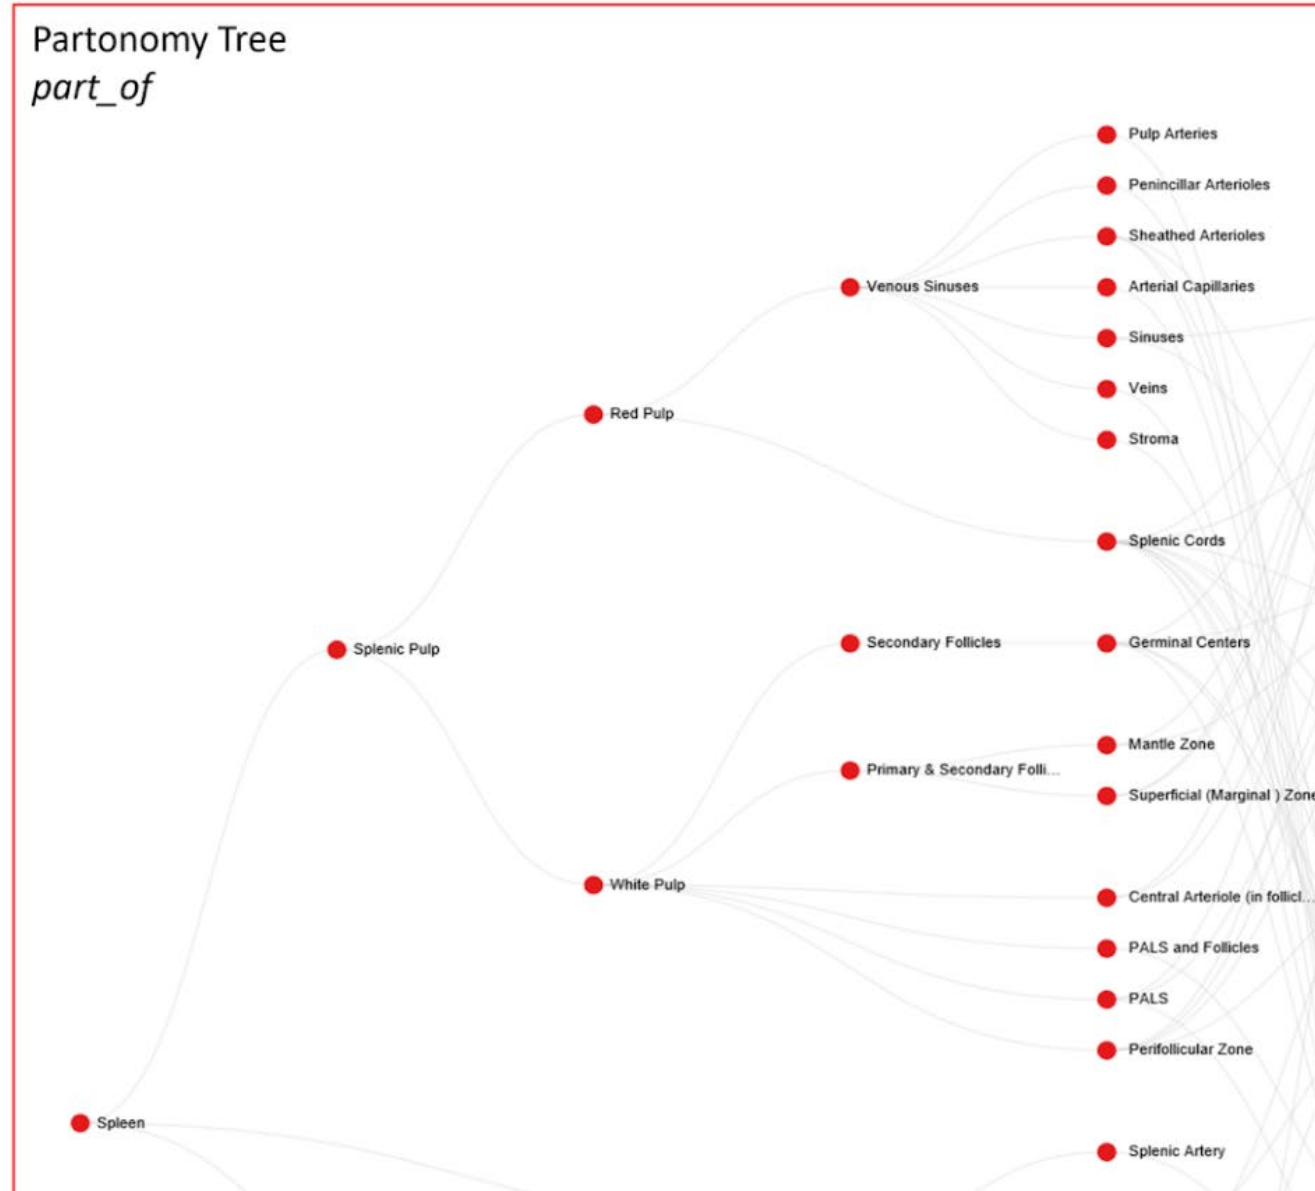 Partonomy Tree
part_of
Pulp Arteries
Penincillar Arterioles
Sheathed Arterioles
Venous Sinuses
Arterial Capillaries
Sinuses
Veins
Red Pulp
Stroma
Splenic Cords
Splenic Pulp
Secondary Follicles
Germinal Centers
Mantle Zone
Primary & Secondary Folli...
Superficial (Marginal ) Zone
White Pulp
Central Arteriole (in follicl...
PALS and Follicles
PALS
Perifollicular Zone
Spleen
Splenic Artery